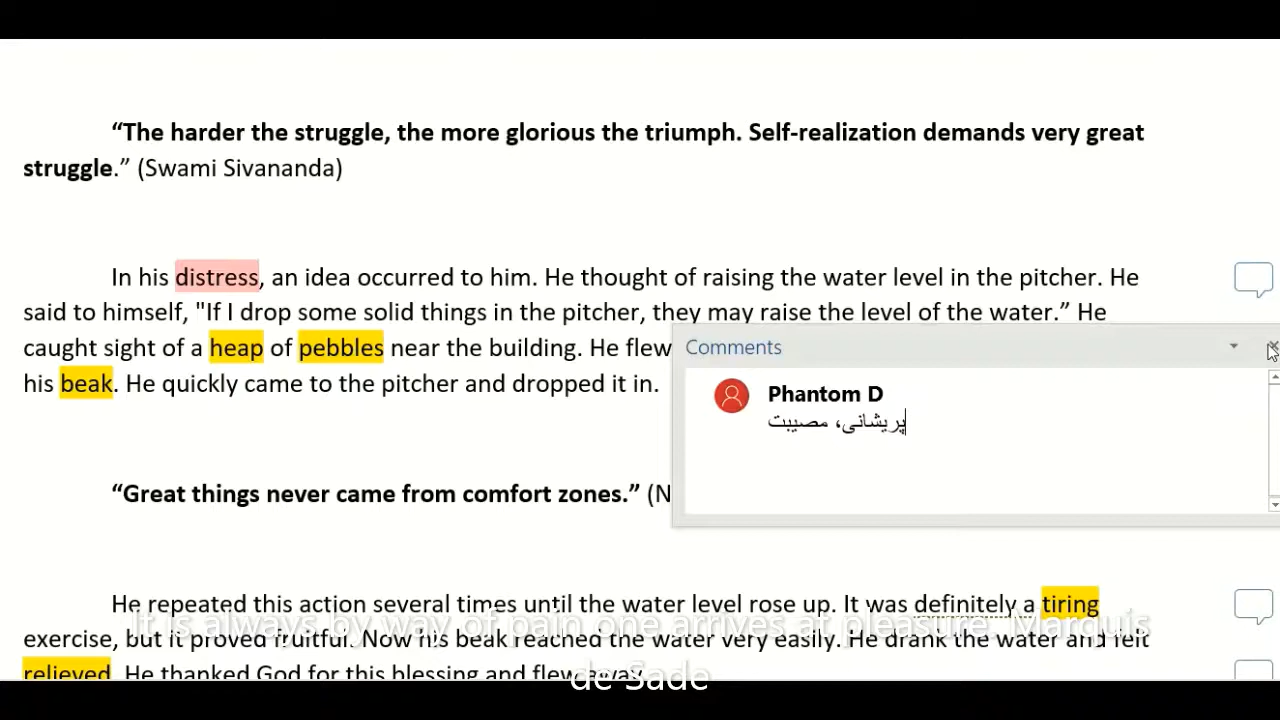 “The harder the struggle, the more glorious the triumph. Self-realization demands very great
struggle.” (Swami Sivananda)
In his distress, an idea occurred to him. He thought of raising the water level in the pitcher. He
said to himself, "If I drop some solid things in the pitcher, they may raise the level of the water.” He
caught sight of a heap of pebbles near the building. He flew
his beak. He quickly came to the pitcher and dropped it in.
Comments
Phantom D
پریشانی، مصیبت
“Great things never came from comfort zones.” (N
He repeated this action several times until the water level rose up. It was definitely a tiring
exercise, but it proved fruitful. Now his beak reached the water very easily. He drank the water and felt
relieved. He thanked God for this blessing and flew away.
It is always by way of pain one arrives at pleasure. Marquis
de Sade